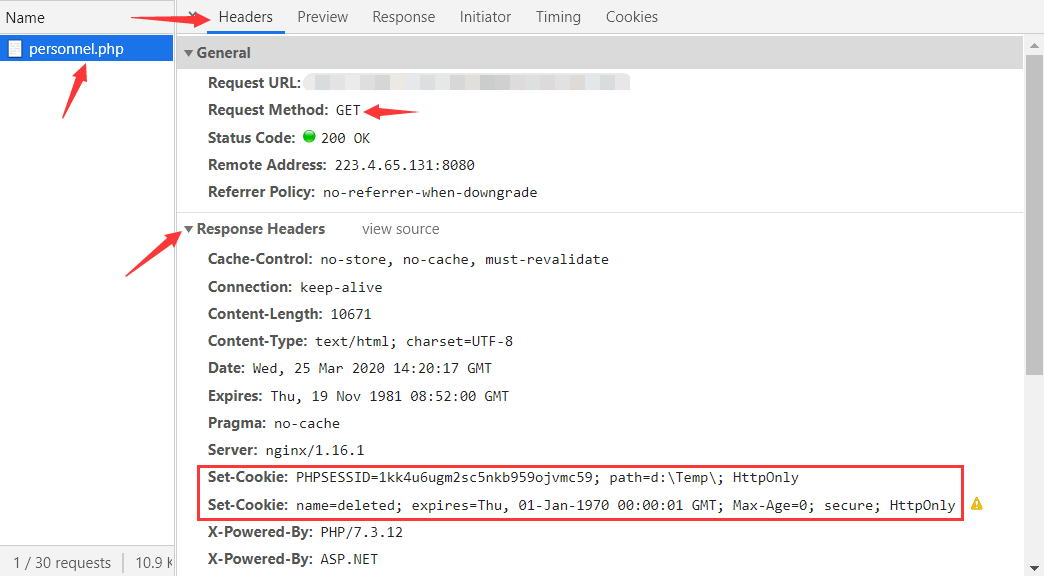 Name
personnel.php
Headers Preview Response Initiator Timing Cookies
General
Request URL:
Request Method: GET
Status Code: 200 OK
Remote Address: 223.4.65.131:8080
Referrer Policy: no-referrer-when-downgrade
Response Headers view source
Cache-Control: no-store, no-cache, must-revalidate
Connection: keep-alive
Content-Length: 10671
Content-Type: text/html; charset=UTF-8
Date: Wed, 25 Mar 2020 14:20:17 GMT
Expires: Thu, 19 Nov 1981 08:52:00 GMT
Pragma: no-cache
Server: nginx/1.16.1
Set-Cookie: PHPSESSID=1kk4u6ugm2sc5nkb959ojvmc59; path=d:\Temp\; HttpOnly
Set-Cookie: name=deleted; expires=Thu, 01-Jan-1970 00:00:01 GMT; Max-Age=0; secure; HttpOnly
X-Powered-By: PHP/7.3.12
X-Powered-By: ASP.NET
1 / 30 requests 10.9 k